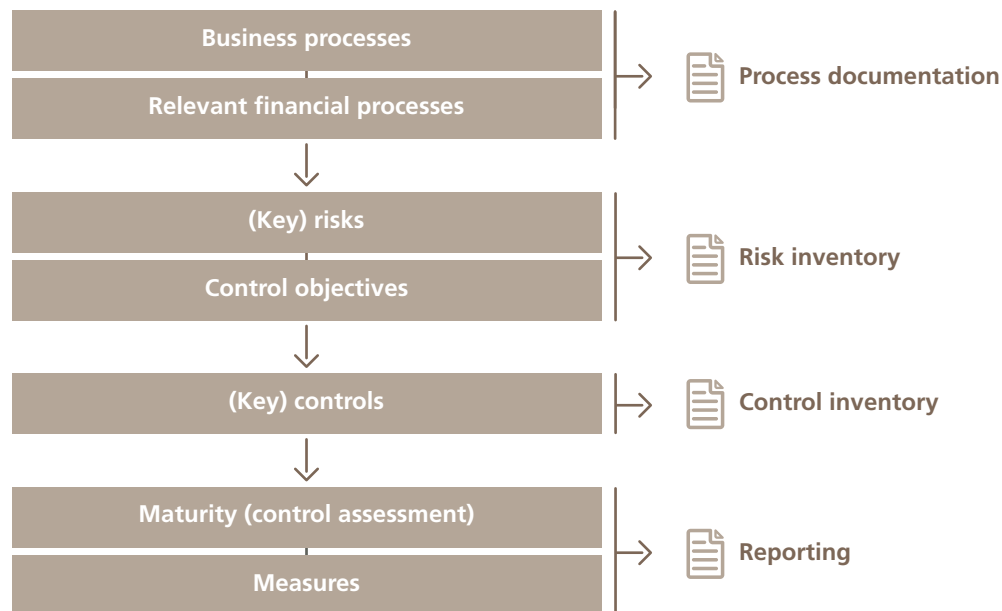 Business processes
Relevant financial processes
Process documentation
(Key) risks
Control objectives
Risk inventory
(Key) controls
Control inventory
Maturity (control assessment)
Measures
Reporting